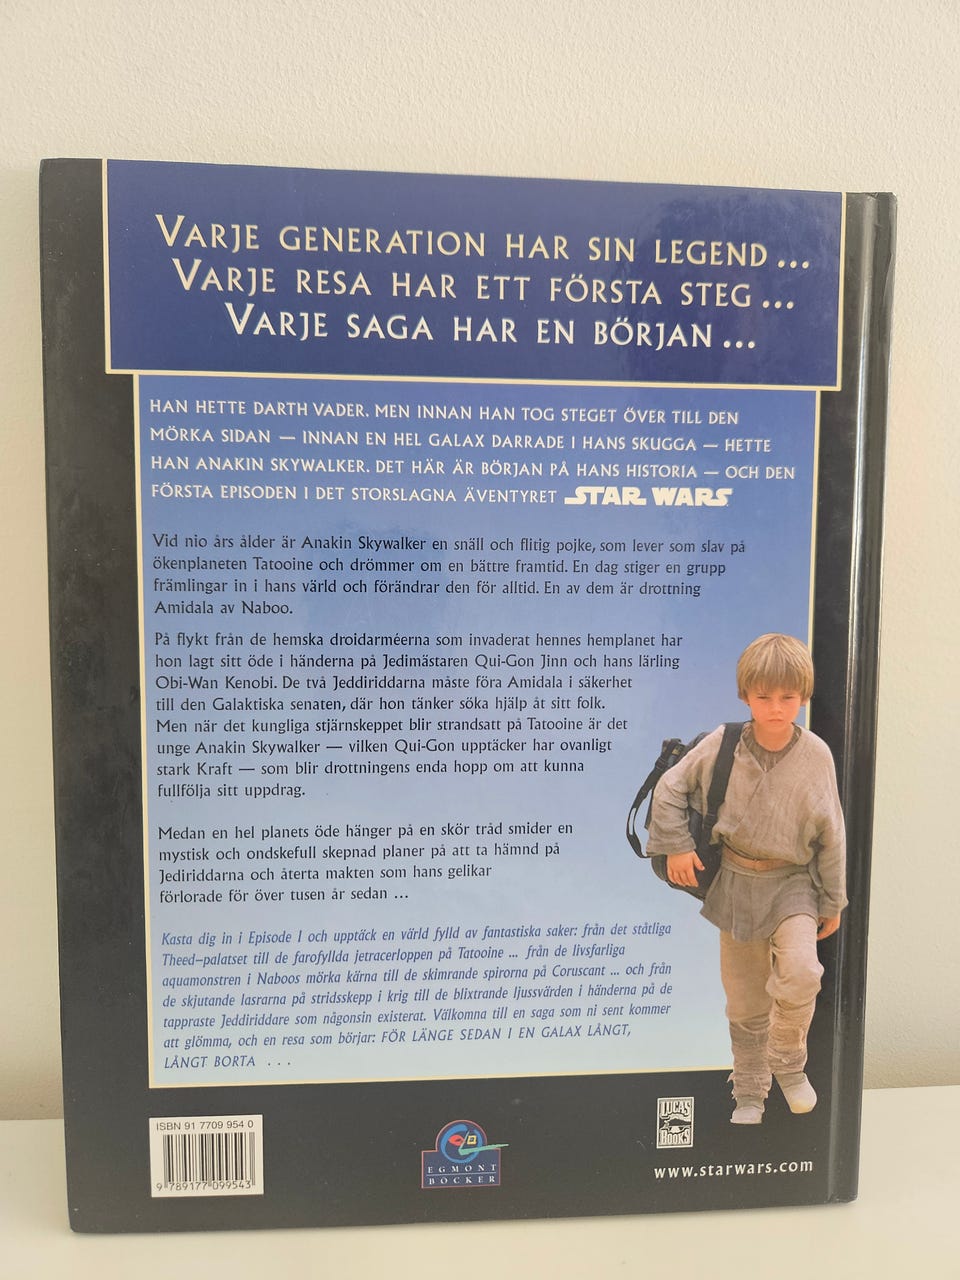 VARJE GENERATION HAR SIN LEGEND ...
VARJE RESA HAR ETT FÖRSTA STEG ...
VARJE SAGA HAR EN BÖRJAN ...
HAN HETTE DARTH VADER. MEN INNAN HAN TOG STEGET ÖVER TILL DEN
MÖRKA SIDAN — INNAN EN HEL GALAX DARRADE I HANS SKUGGA — HETTE
HAN ANAKIN SKYWALKER. DET HÄR ÄR BÖRJAN PÅ HANS HISTORIA — OCH DEN
FÖRSTA EPISODEN I DET STORSLAGNA ÄVENTYRET STAR WARS
Vid nio års ålder är Anakin Skywalker en snäll och flitig pojke, som lever som slav på
ökenplaneten Tatooine och drömmer om en bättre framtid. En dag stiger en grupp
främlingar in i hans värld och förändrar den för alltid. En av dem är drottning
Amidala av Naboo.
På flykt från de hemska droidarméerna som invaderat hennes hemplanet har
hon lagt sitt öde i händerna på Jedimästaren Qui-Gon Jinn och hans lärling
Obi-Wan Kenobi. De två Jeddiriddarna måste föra Amidala i säkerhet
till den Galaktiska senaten, där hon tänker söka hjälp åt sitt folk.
Men när det kungliga stjärnskeppet blir strandsatt på Tatooine är det
unge Anakin Skywalker — vilken Qui-Gon upptäcker har ovanligt
stark Kraft — som blir drottningens enda hopp om att kunna
fullfölja sitt uppdrag.
Medan en hel planets öde hänger på en skör tråd smider en
mystisk och ondskefull skepnad planer på att ta hämnd på
Jediriddarna och återta makten som hans gelikar
förlorade för över tusen år sedan ...
Kasta dig in i Episode I och upptäck en värld fylld av fantastiska saker: från det ståtliga
Theed–palatset till de farofyllda jetracerloppen på Tatooine ... från de livsfarliga
aquamonstren i Naboos mörka kärna till de skimrande spirorna på Coruscant ... och från
de skjutande lasrarna på stridsskepp i krig till de blixtrande ljussvärden i händerna på de
tappraste Jeddiriddare som någonsin existerat. Välkomna till en saga som ni sent kommer
att glömma, och en resa som börjar: FÖR LÄNGE SEDAN I EN GALAX LÅNGT,
LÅNGT BORTA . . .
ISBN 91 7709 954 0
9 789177 099543
EGMONT
BÖCKER
LUCAS
BOOKS
www.starwars.com